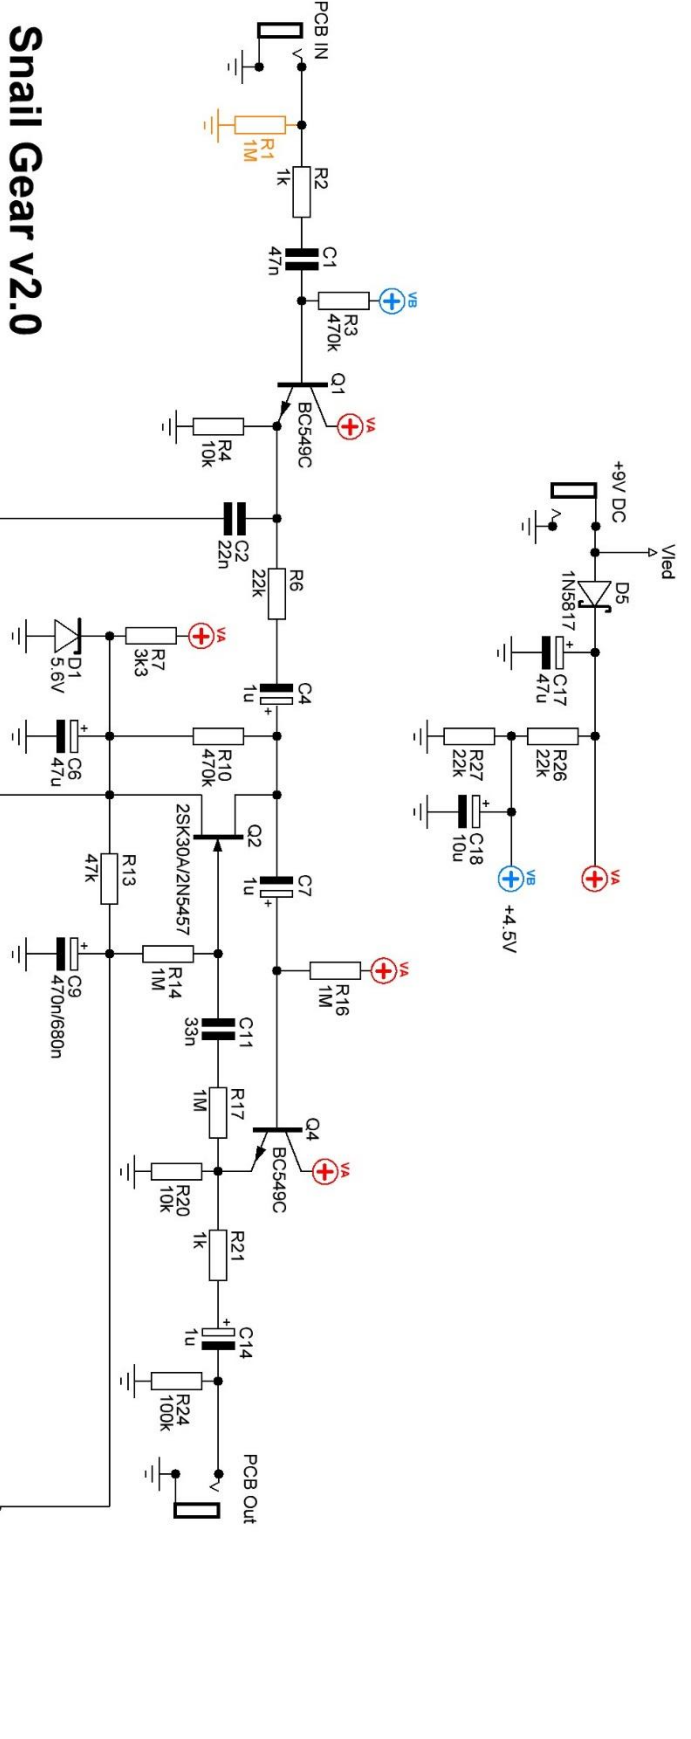 Snail Gear v2.0
PCB IN
R1
1M
R2
1k
C1
47n
VB
R3
470k
Q1
BC549C
VA
R4
10k
C2
22n
R6
22k
C4
1u
+
VA
R7
3k3
D1
5.6V
R10
470k
C6
47u
+
Q2
2SK30A/2N5457
C7
1u
+
R13
47k
R14
1M
C9
470n/680n
+
VA
R16
1M
C11
33n
R17
1M
Q4
BC549C
VA
R20
10k
R21
1k
C14
1u
+
R24
100k
PCB Out
+9V DC
Vled
D5
1N5817
C17
47u
+
R26
22k
R27
22k
C18
10u
+
VB
+4.5V
VA